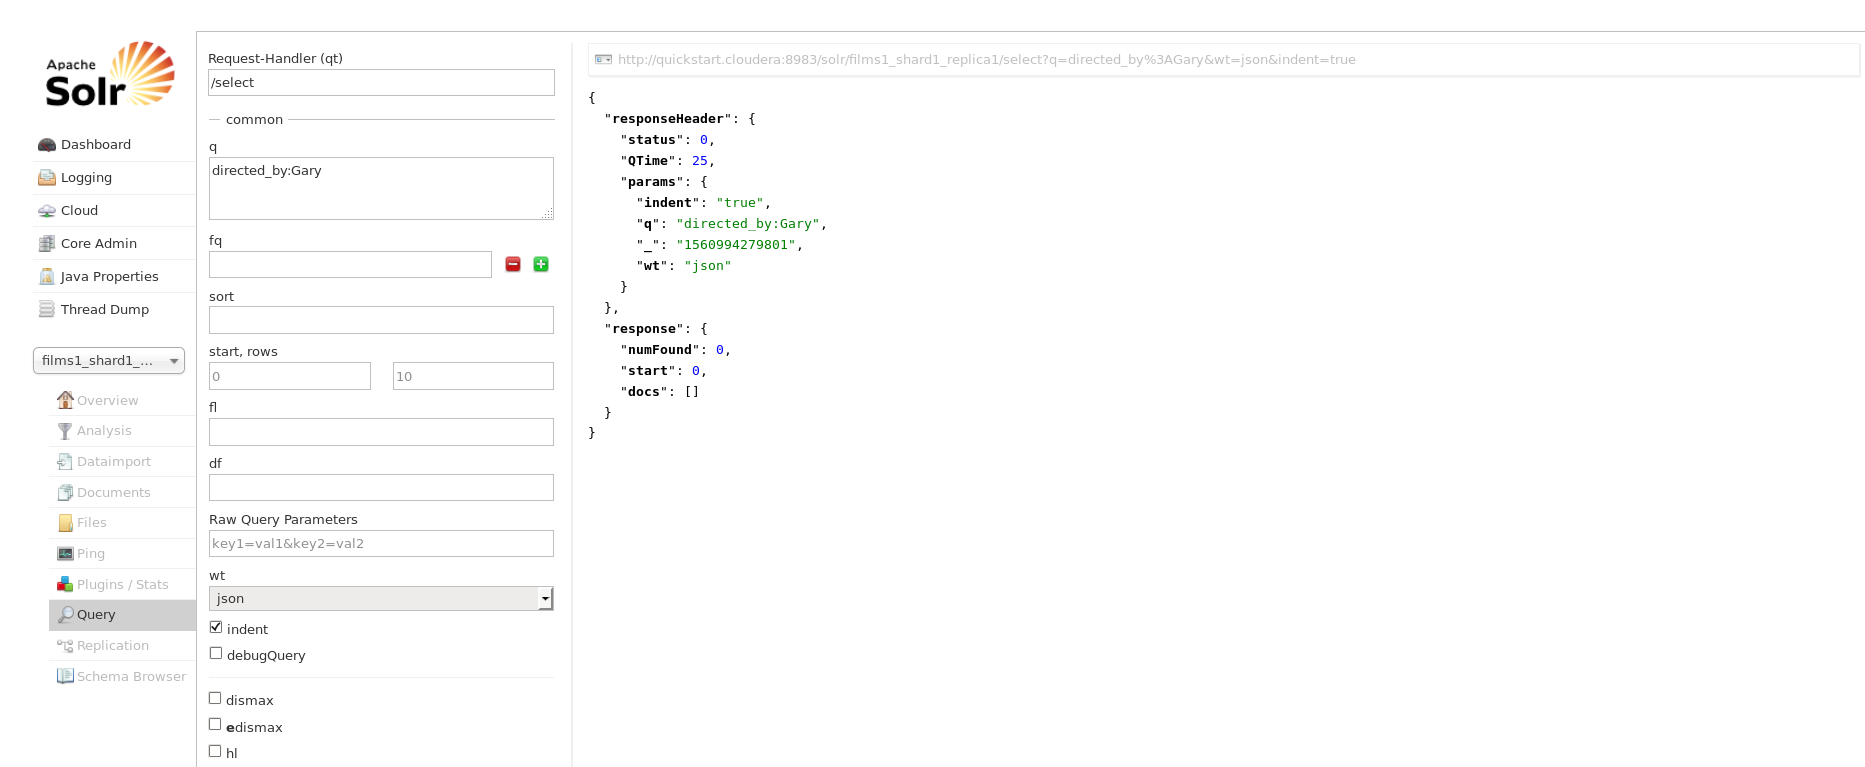 Apache
Solr
Dashboard
Logging
Cloud
Core Admin
Java Properties
Thread Dump
films1_shard1_...
Overview
Analysis
Dataimport
Documents
Files
Ping
Plugins / Stats
Query
Replication
Schema Browser
Request-Handler (qt)
/select
common
q
directed_by:Gary
fq
sort
start, rows
0 10
fl
df
Raw Query Parameters
key1=val1&key2=val2
wt
json
indent
debugQuery
dismax
edismax
hl
http://quickstart.cloudera:8983/solr/films1_shard1_replica1/select?q=directed_by%3AGary&wt=json&indent=true
{
  "responseHeader": {
    "status": 0,
    "QTime": 25,
    "params": {
      "indent": "true",
      "q": "directed_by:Gary",
      "_": "1560994279801",
      "wt": "json"
    }
  },
  "response": {
    "numFound": 0,
    "start": 0,
    "docs": []
  }
}